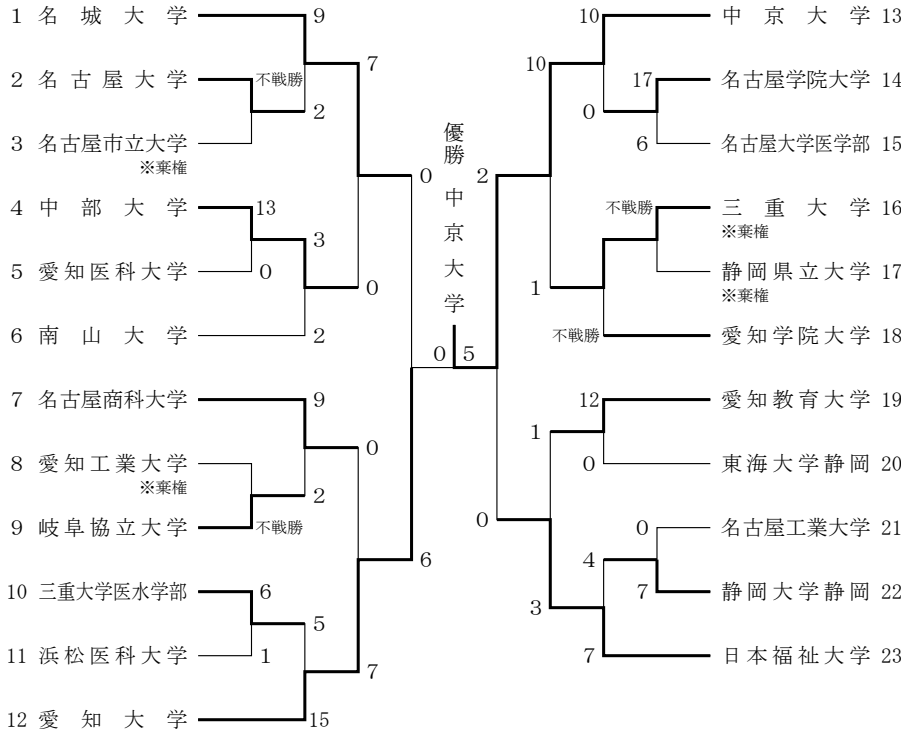 1 名城大学
9
2 名古屋大学
不戦勝
3 名古屋市立大学
※棄権
2
7
4 中部大学
13
5 愛知医科大学
0
3
6 南山大学
2
0
0
7 名古屋商科大学
9
8 愛知工業大学
※棄権
9 岐阜協立大学
不戦勝
2
0
10 三重大学医水学部
6
11 浜松医科大学
1
5
12 愛知大学
15
7
6
優勝 中京大学
0 5
10
中京大学 13
10
17
名古屋学院大学 14
0
6
名古屋大学医学部 15
2
不戦勝
三重大学 16
※棄権
静岡県立大学 17
※棄権
1
不戦勝
愛知学院大学 18
12
愛知教育大学 19
1
0
東海大学静岡 20
0
0
名古屋工業大学 21
4
7
静岡大学静岡 22
3
7
日本福祉大学 23